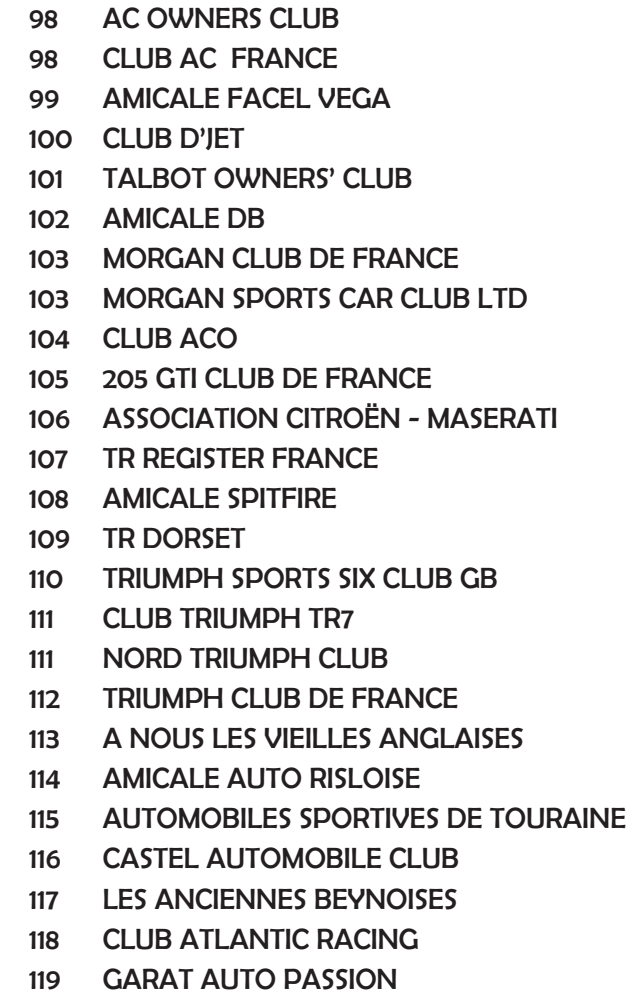 98 AC OWNERS CLUB
98 CLUB AC FRANCE
99 AMICALE FACEL VEGA
100 CLUB D'JET
101 TALBOT OWNERS' CLUB
102 AMICALE DB
103 MORGAN CLUB DE FRANCE
103 MORGAN SPORTS CAR CLUB LTD
104 CLUB ACO
105 205 GTI CLUB DE FRANCE
106 ASSOCIATION CITROËN - MASERATI
107 TR REGISTER FRANCE
108 AMICALE SPITFIRE
109 TR DORSET
110 TRIUMPH SPORTS SIX CLUB GB
111 CLUB TRIUMPH TR7
111 NORD TRIUMPH CLUB
112 TRIUMPH CLUB DE FRANCE
113 A NOUS LES VIEILLES ANGLAISES
114 AMICALE AUTO RISLOISE
115 AUTOMOBILES SPORTIVES DE TOURAINE
116 CASTEL AUTOMOBILE CLUB
117 LES ANCIENNES BEYNOISES
118 CLUB ATLANTIC RACING
119 GARAT AUTO PASSION